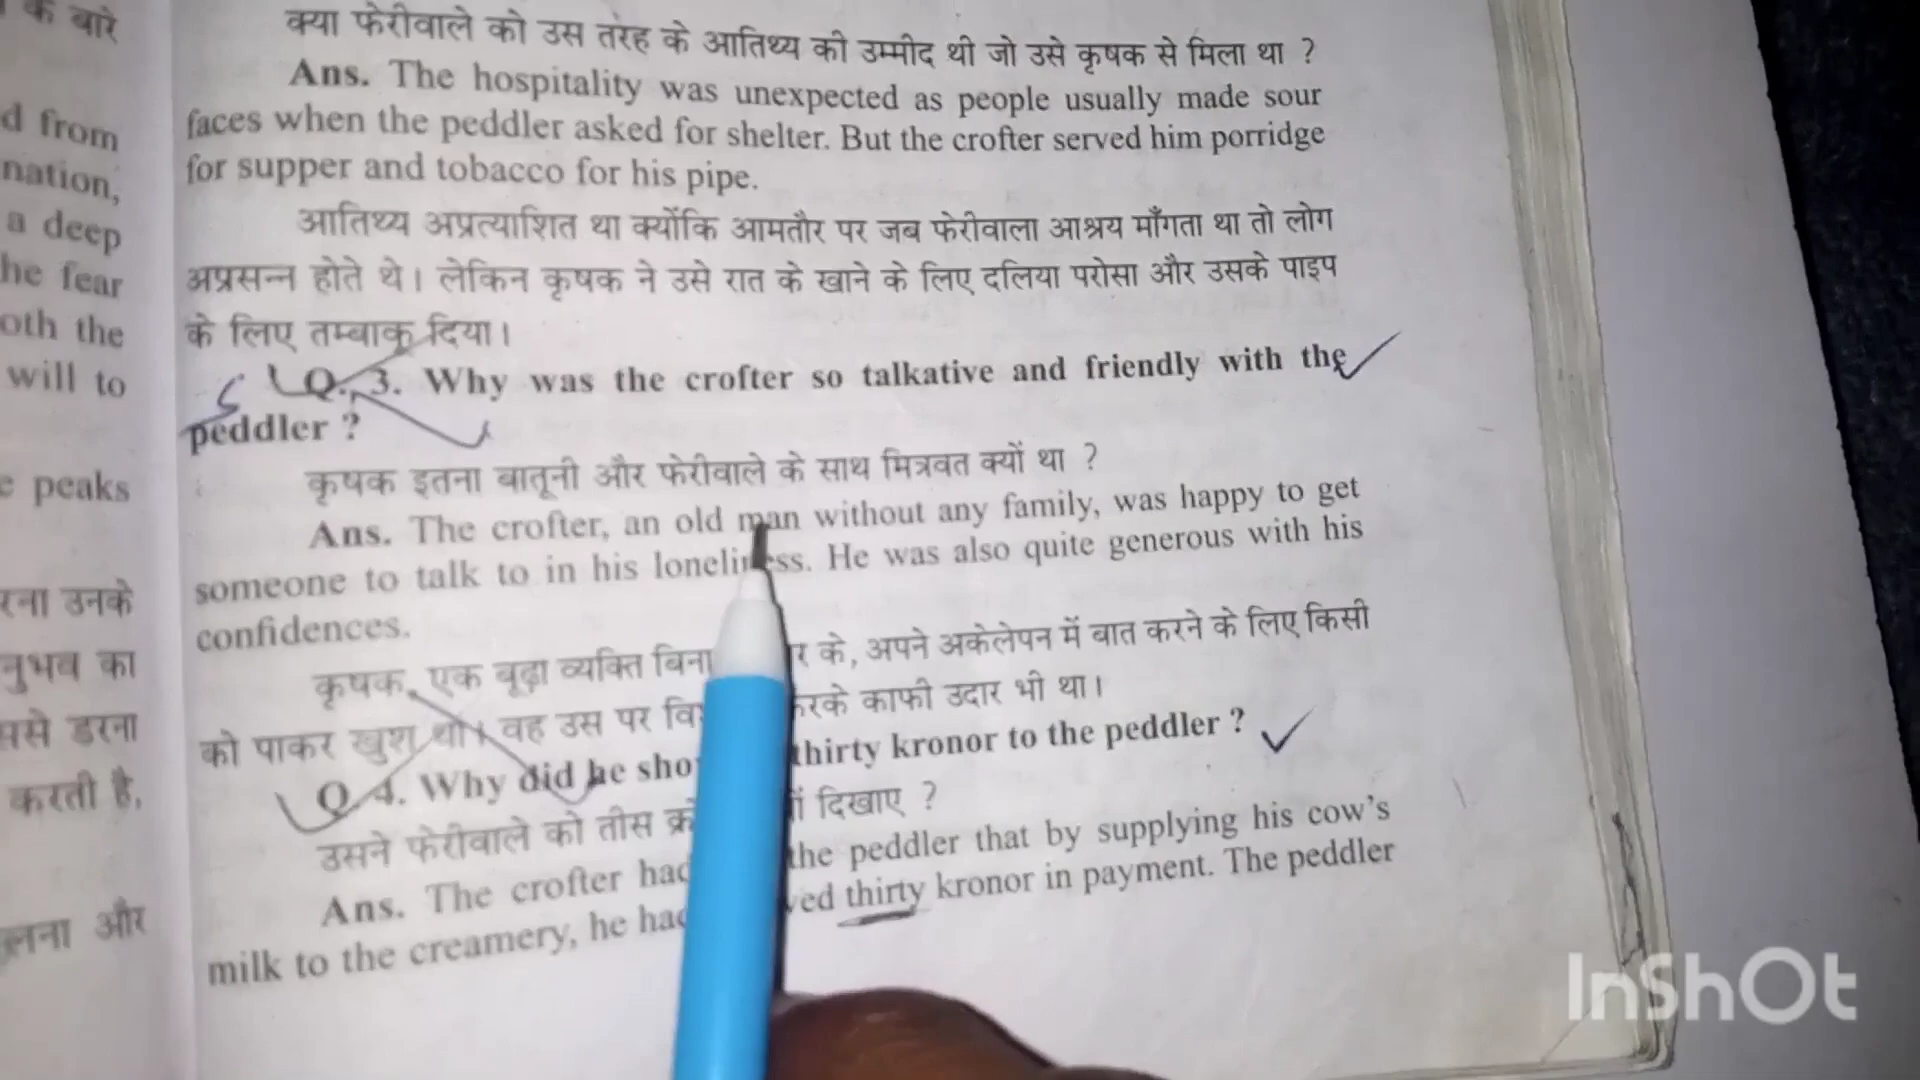 के बारे
d from
nation,
a deep
he fear
oth the
will to
e peaks
रना उनके
नुभव का
ससे डरना
करती है,
लना और
क्या फेरीवाले को उस तरह के आतिथ्य की उम्मीद थी जो उसे कृषक से मिला था ?
Ans. The hospitality was unexpected as people usually made sour
faces when the peddler asked for shelter. But the crofter served him porridge
for supper and tobacco for his pipe.
आतिथ्य अप्रत्याशित था क्योंकि आमतौर पर जब फेरीवाला आश्रय माँगता था तो लोग
अप्रसन्न होते थे। लेकिन कृषक ने उसे रात के खाने के लिए दलिया परोसा और उसके पाइप
के लिए तम्बाकू दिया।
Q. 3. Why was the crofter so talkative and friendly with the
peddler ?
कृषक इतना बातूनी और फेरीवाले के साथ मित्रवत क्यों था ?
Ans. The crofter, an old man without any family, was happy to get
someone to talk to in his loneliness. He was also quite generous with his
confidences.
कृषक, एक बूढ़ा व्यक्ति बिना के, अपने अकेलेपन में बात करने के लिए किसी
को पाकर खुश था। वह उस पर करके काफी उदार भी था।
Q. 4. Why did he thirty kronor to the peddler ?
उसने फेरीवाले को तीस दिखाए ?
Ans. The crofter had the peddler that by supplying his cow's
milk to the creamery, he had thirty kronor in payment. The peddler
InShOt